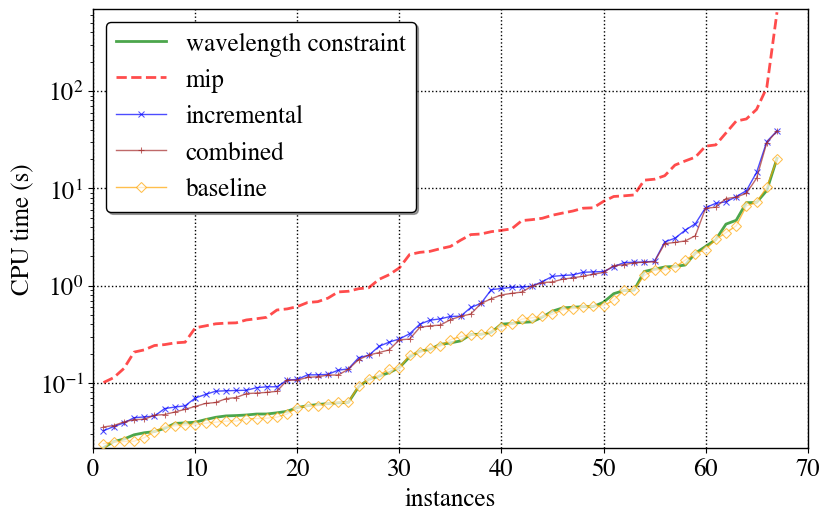 wavelength constraint
mip
incremental
combined
baseline
CPU time (s)
10²
10¹
10⁰
10⁻¹
0 10 20 30 40 50 60 70
instances